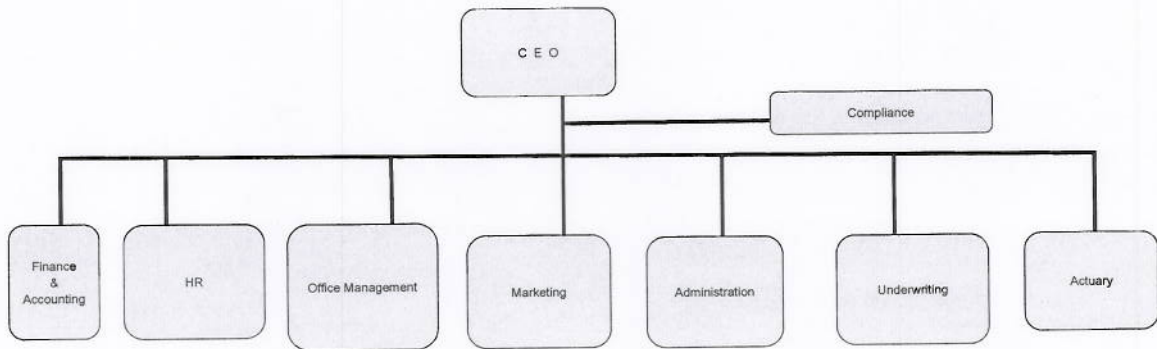 C E O
Compliance
Finance
&
Accounting
HR
Office Management
Marketing
Administration
Underwriting
Actuary